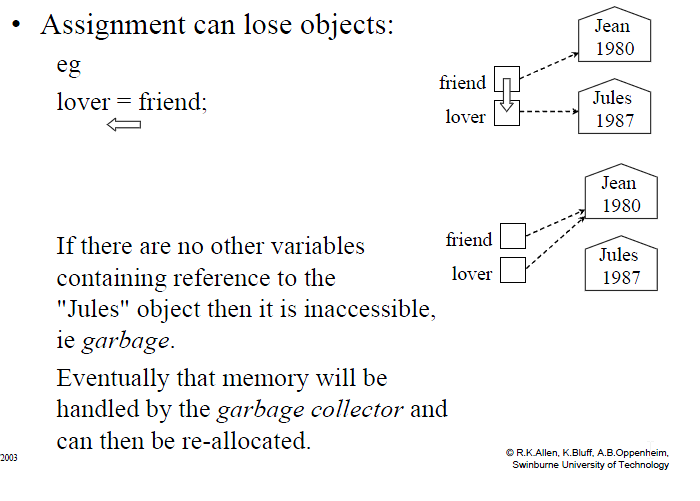 • Assignment can lose objects:
eg
lover = friend;
Jean
1980
friend
lover
Jules
1987
Jean
1980
friend
lover
Jules
1987
If there are no other variables
containing reference to the
"Jules" object then it is inaccessible,
ie garbage.
Eventually that memory will be
handled by the garbage collector and
can then be re-allocated.
2003
© R.K.Allen, K.Bluff, A.B.Oppenheim,
Swinburne University of Technology